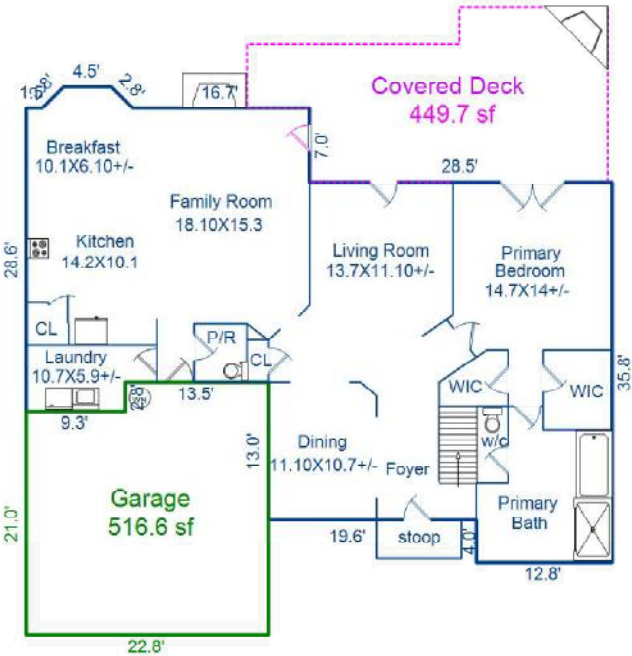 4.5'
2.8'
16.7'
Covered Deck
449.7 sf
Breakfast
10.1X6.10+/-
7.0'
28.5'
Family Room
18.10X15.3
Living Room
13.7X11.10+/-
Primary
Bedroom
14.7X14+/-
Kitchen
14.2X10.1
28.6'
CL
P/R
CL
Laundry
10.7X5.9+/-
WIC
WIC
35.8'
13.5'
9.3'
13.0'
Dining
11.10X10.7+/-
Foyer
w/c
Garage
516.6 sf
21.0'
Primary
Bath
19.6'
stoop
4.0'
12.8'
22.8'